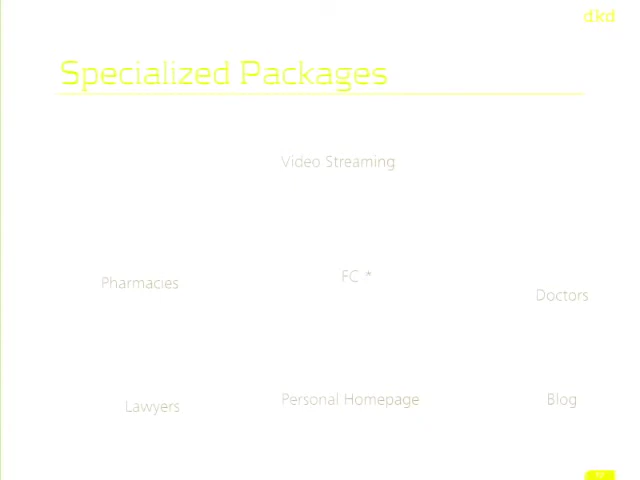 dkd
Specialized Packages
Video Streaming
Pharmacies
FC *
Doctors
Lawyers
Personal Homepage
Blog